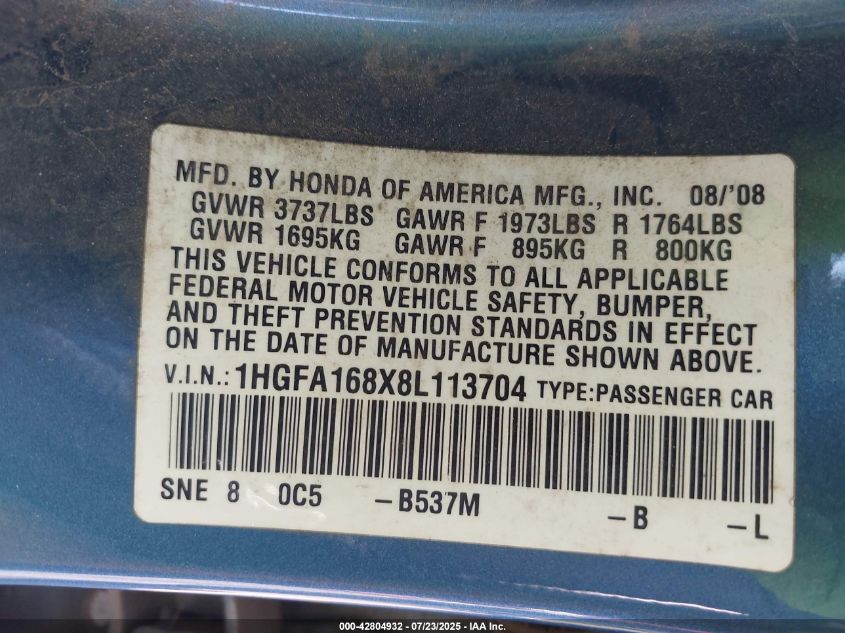 MFD. BY HONDA OF AMERICA MFG., INC. 08/'08
GVWR 3737LBS GAWR F 1973LBS R 1764LBS
GVWR 1695KG GAWR F 895KG R 800KG
THIS VEHICLE CONFORMS TO ALL APPLICABLE
FEDERAL MOTOR VEHICLE SAFETY, BUMPER,
AND THEFT PREVENTION STANDARDS IN EFFECT
ON THE DATE OF MANUFACTURE SHOWN ABOVE.
V.I.N.: 1HGFA168X8L113704 TYPE:PASSENGER CAR
SNE 8 0C5 -B537M -B -L
000-42804932 / 07/23/2025 - IAA Inc.